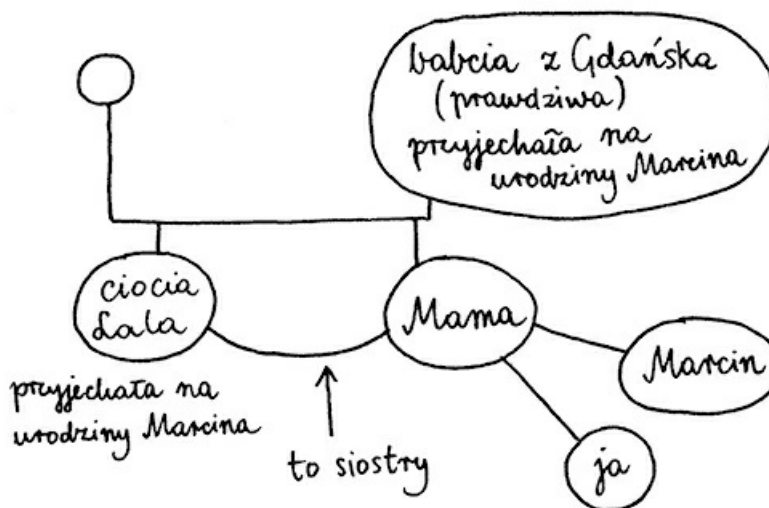 babcia z Gdańska
(prawdziwa)
przyjechała na
urodziny Marcina
ciocia
Lala
Mama
Marcin
przyjechała na
urodziny Marcina
to siostry
ja